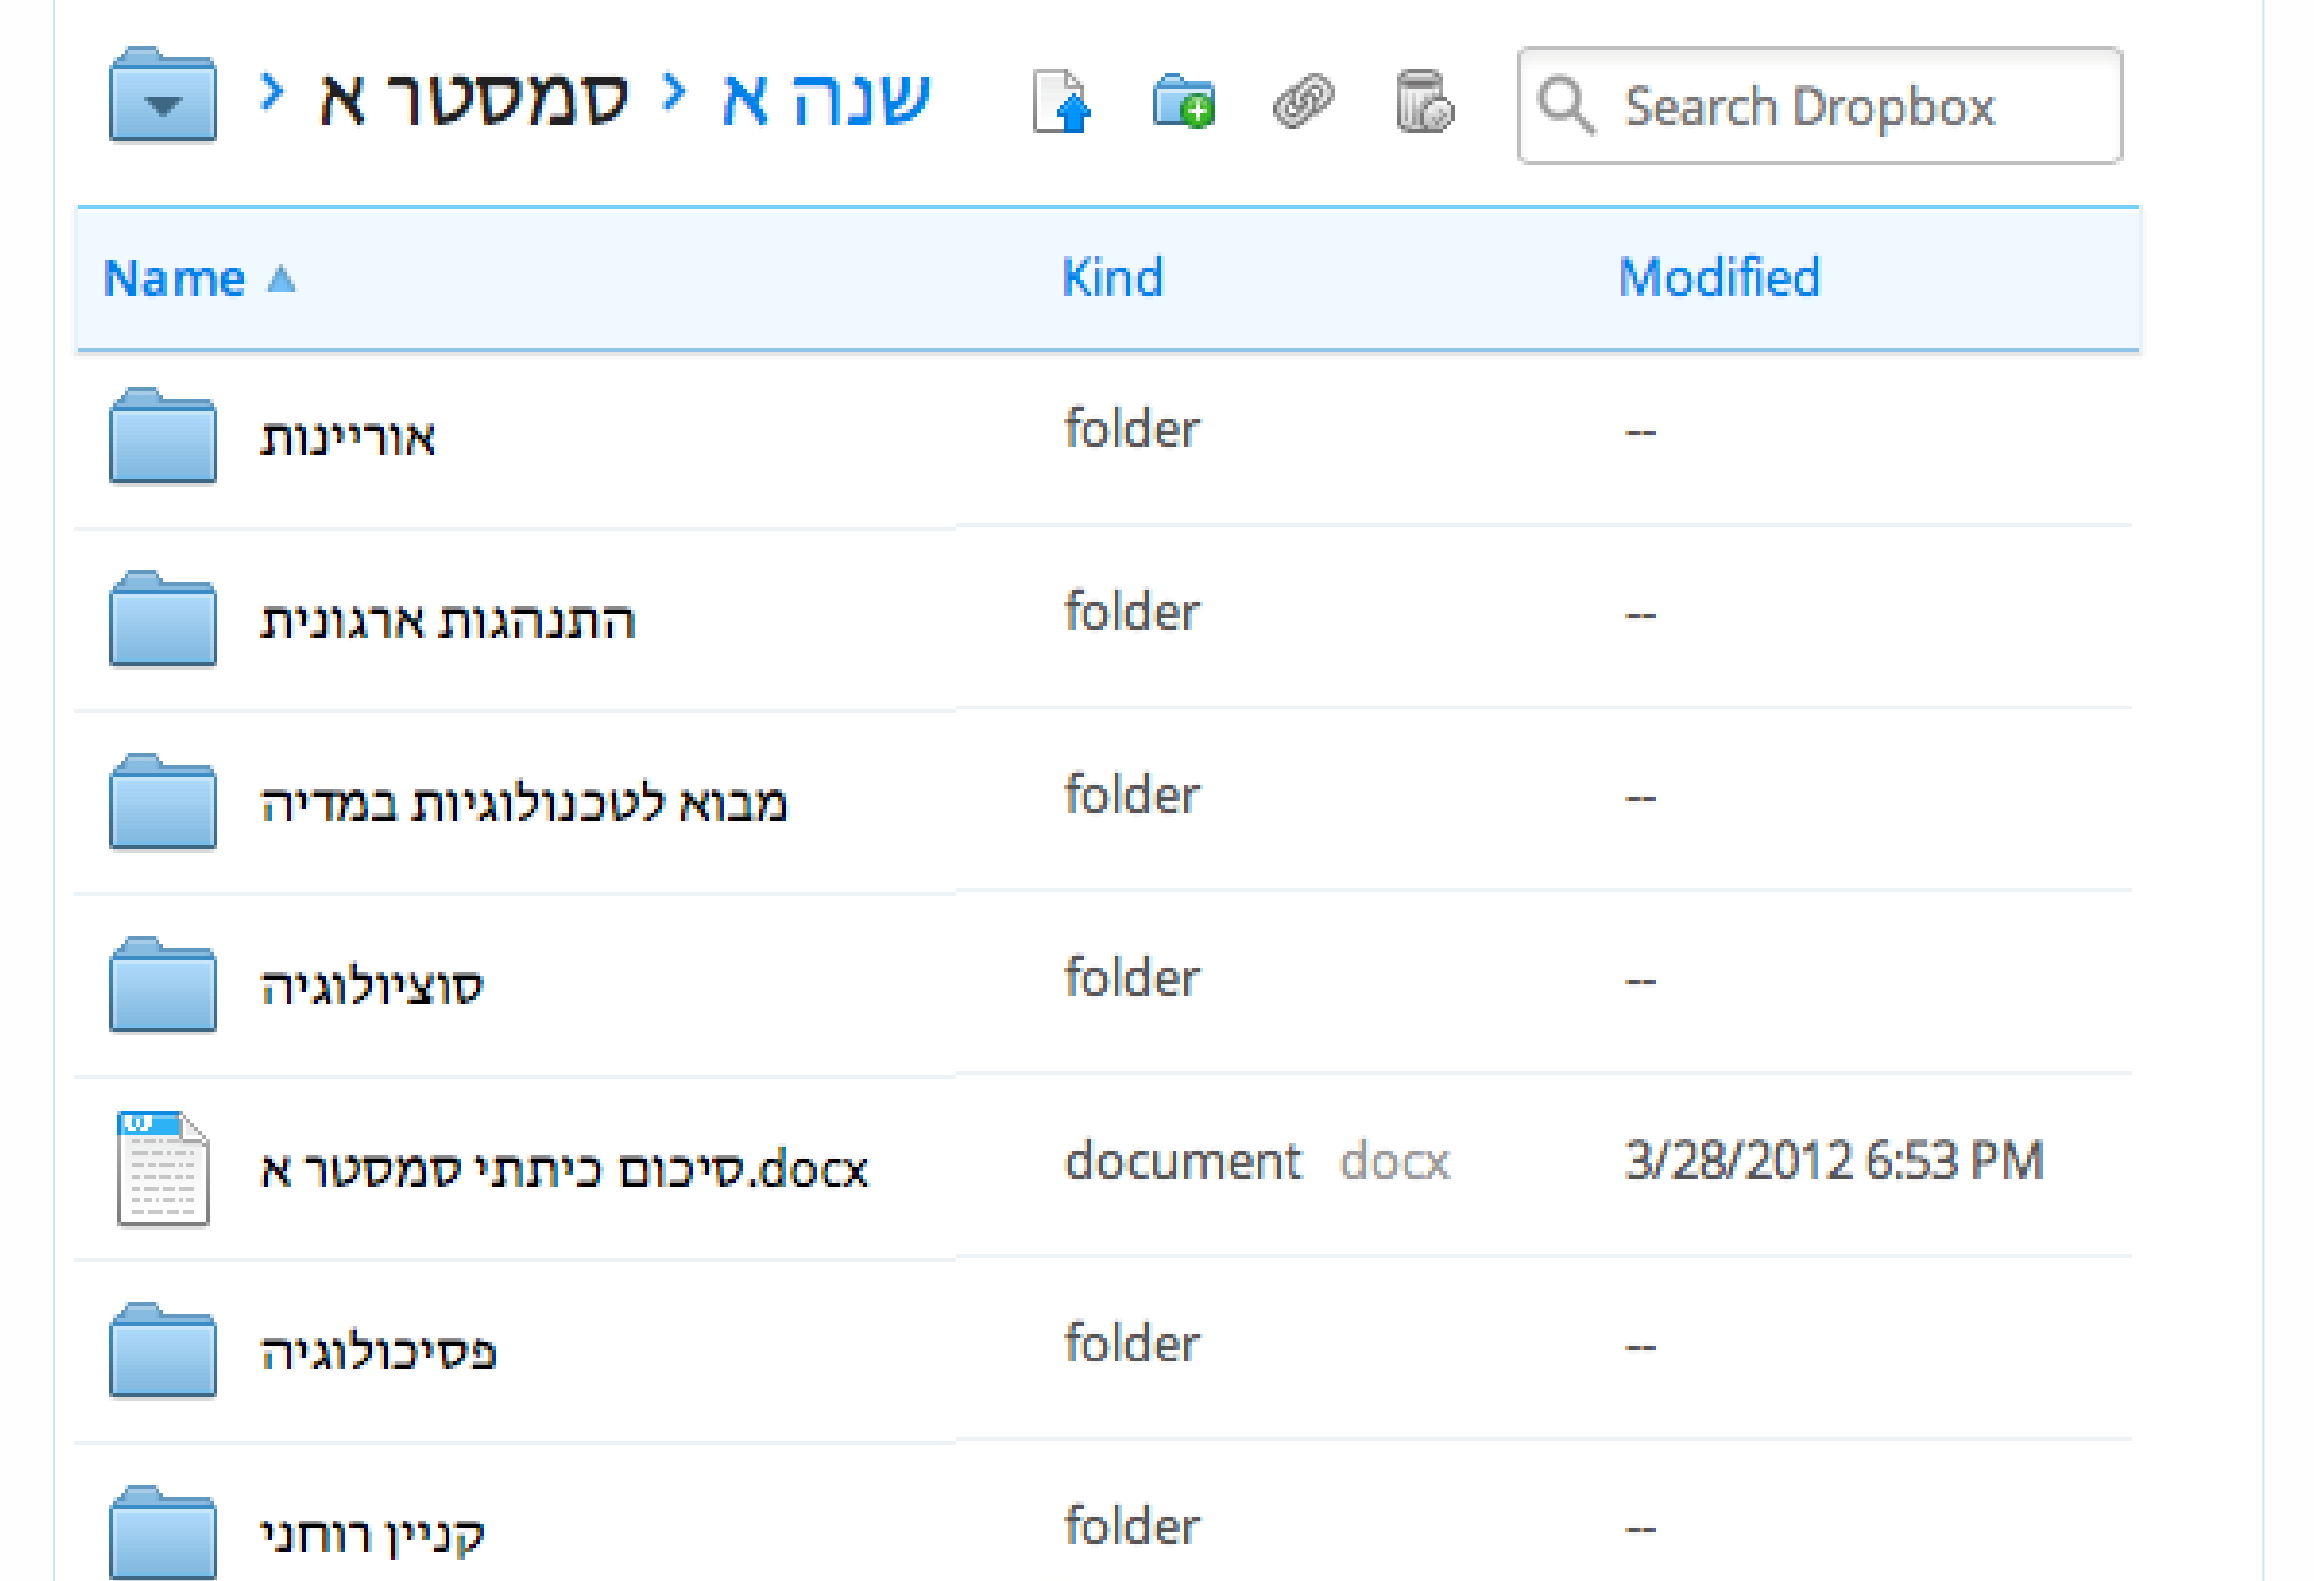 שנה א > סמסטר א >
Search Dropbox
Name Kind Modified
אוריינות folder --
התנהגות ארגונית folder --
מבוא לטכנולוגיות במדיה folder --
סוציולוגיה folder --
סיכום כיתתי סמסטר א.docx document docx 3/28/2012 6:53 PM
פסיכולוגיה folder --
קניין רוחני folder --